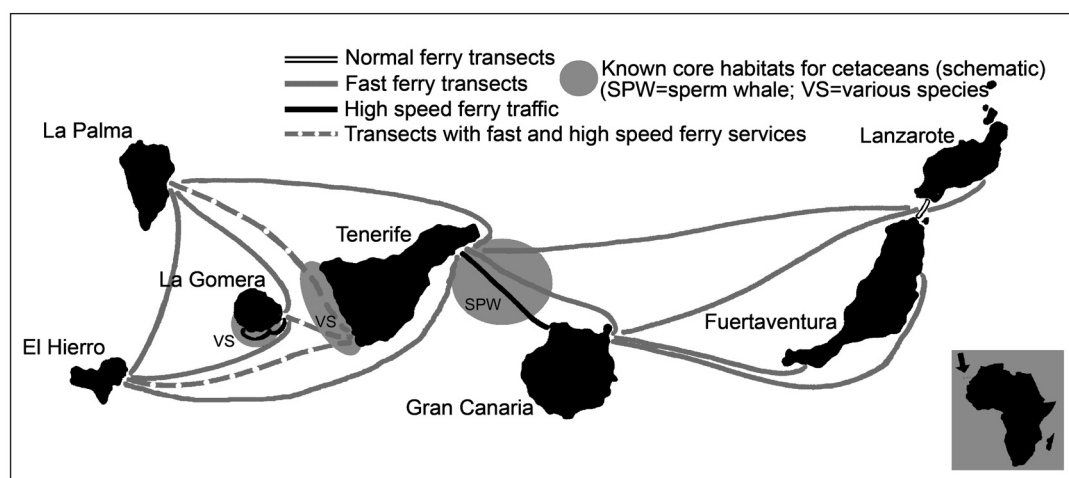 Normal ferry transects
Fast ferry transects
High speed ferry traffic
Transects with fast and high speed ferry services
Known core habitats for cetaceans (schematic)
(SPW=sperm whale; VS=various species
La Palma
Lanzarote
Tenerife
La Gomera
SPW
VS
VS
Fuertaventura
El Hierro
Gran Canaria